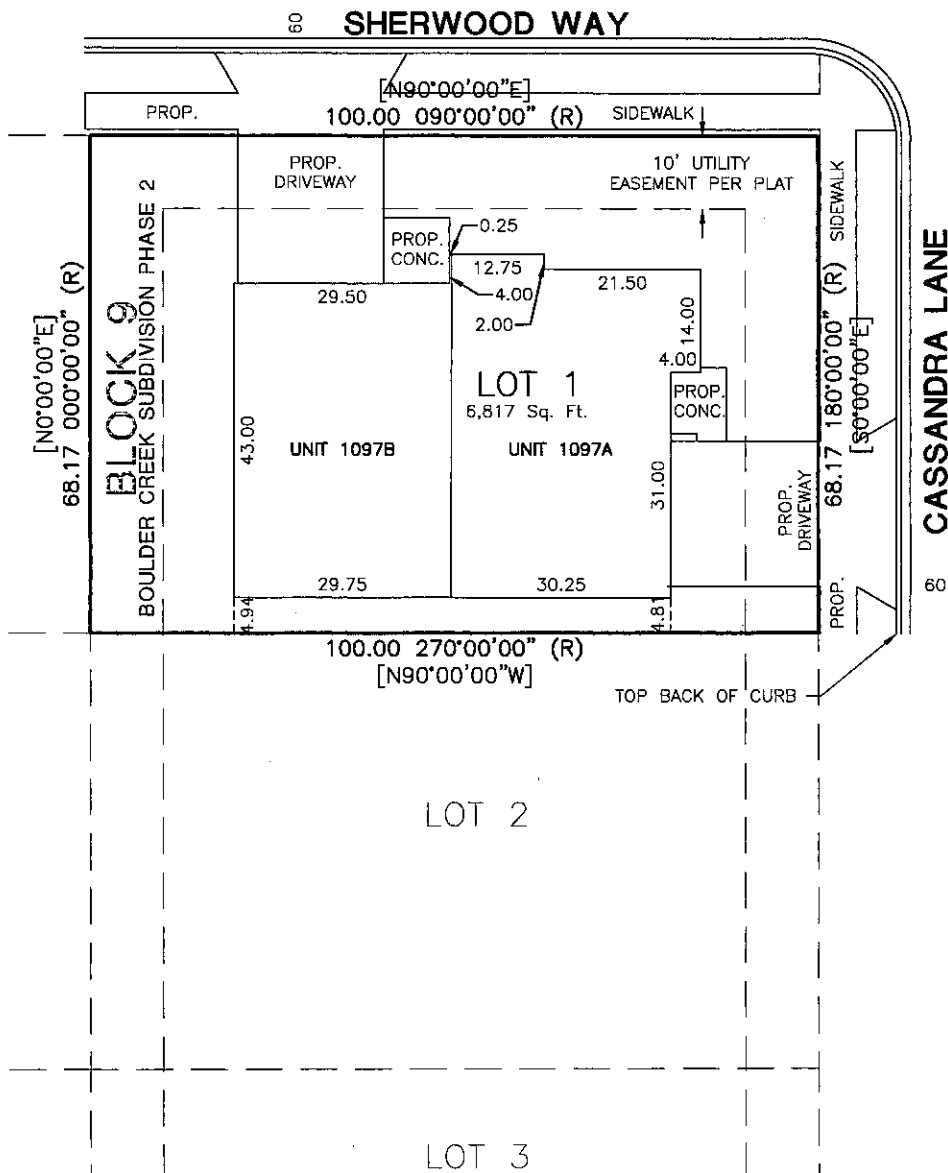 60
SHERWOOD WAY
[N90°00'00"E]
100.00 090°00'00" (R)
PROP.
SIDEWALK
PROP.
DRIVEWAY
10' UTILITY
EASEMENT PER PLAT
SIDEWALK
PROP.
CONC.
0.25
12.75
4.00
2.00
21.50
29.50
14.00
4.00
PROP.
CONC.
LOT 1
6,817 Sq. Ft.
[N0°00'00"E]
68.17 000°00'00" (R)
BLOCK 9
BOULDER CREEK SUBDIVISION PHASE 2
43.00
UNIT 1097B
UNIT 1097A
31.00
PROP.
DRIVEWAY
68.17 180°00'00" (R)
[S0°00'00"E]
CASSANDRA LANE
60
29.75
30.25
4.94
4.81
PROP.
100.00 270°00'00" (R)
[N90°00'00"W]
TOP BACK OF CURB
LOT 2
LOT 3